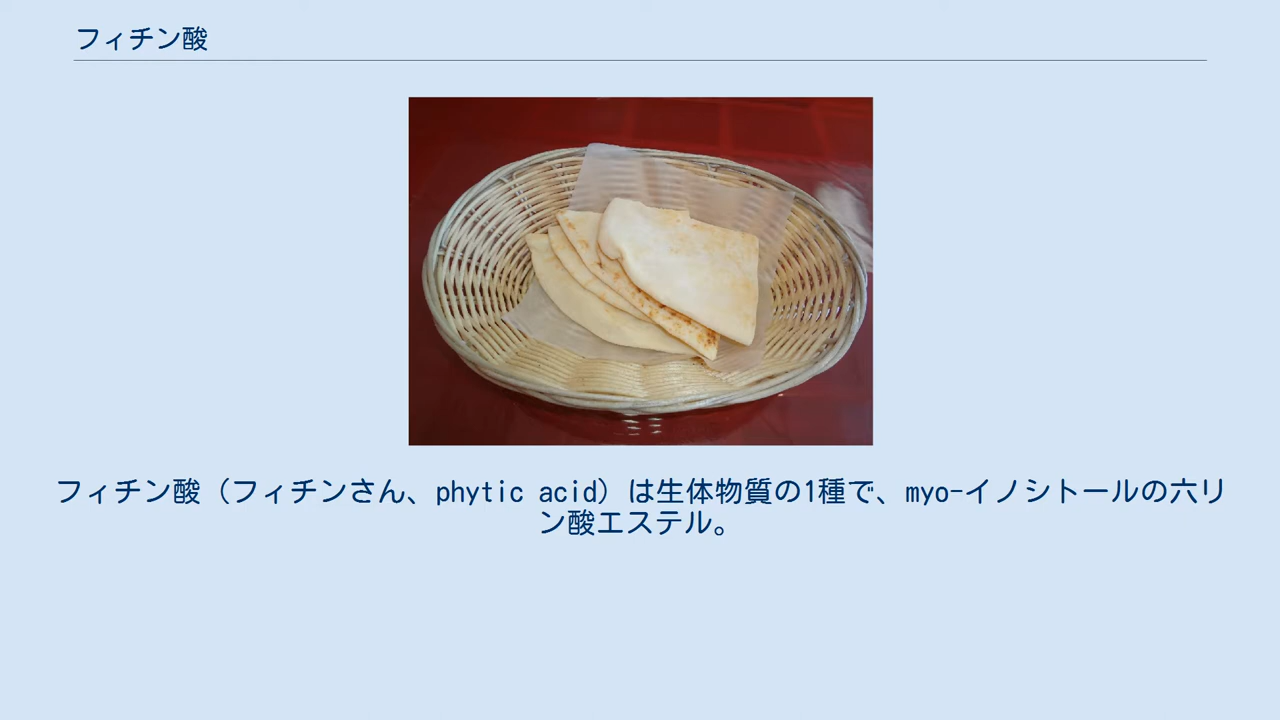 フィチン酸
フィチン酸（フィチンさん、phytic acid）は生体物質の1種で、myo-イノシトールの六リ
ン酸エステル。